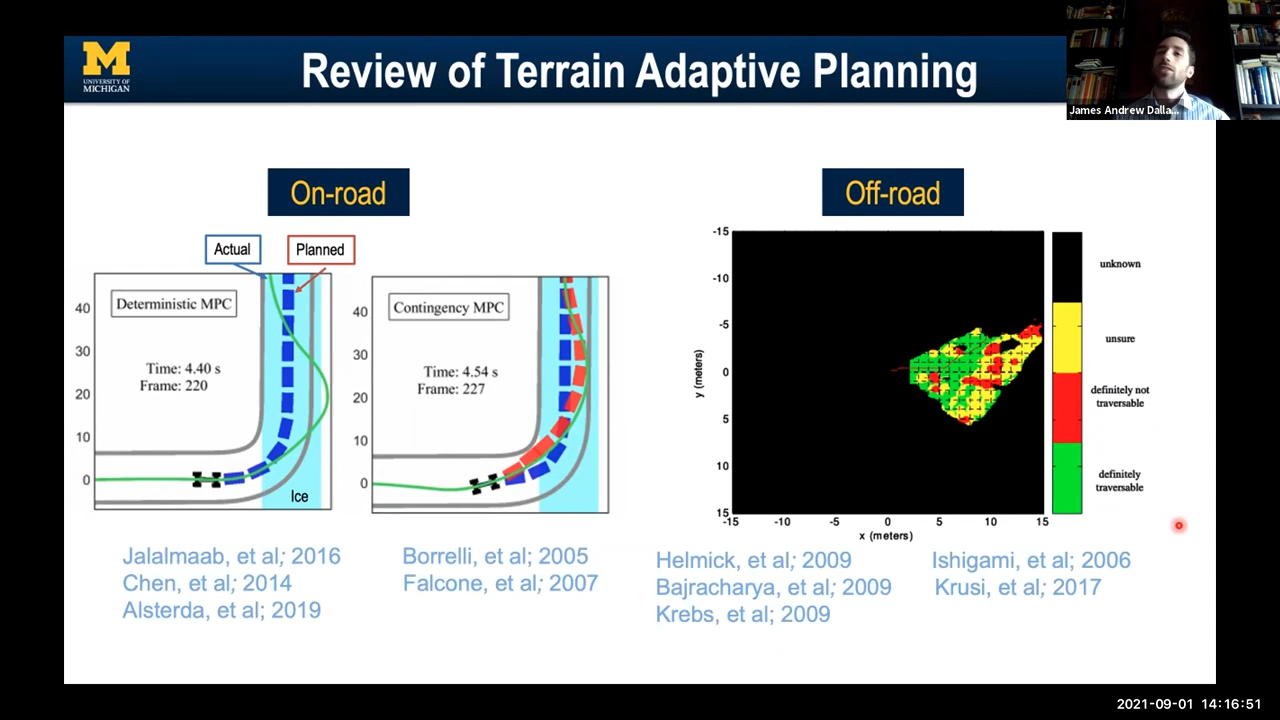 M
UNIVERSITY OF
MICHIGAN
Review of Terrain Adaptive Planning
James Andrew Dalla...
On-road
Actual
Planned
Deterministic MPC
Time: 4.40 s
Frame: 220
40
30
20
10
0
Ice
Contingency MPC
Time: 4.54 s
Frame: 227
40
30
20
10
0
Jalalmaab, et al; 2016
Chen, et al; 2014
Alsterda, et al; 2019
Borrelli, et al; 2005
Falcone, et al; 2007
Off-road
-15
-10
-5
0
5
10
15
y (meters)
-15 -10 -5 0 5 10 15
x (meters)
unknown
unsure
definitely not
traversable
definitely
traversable
Helmick, et al; 2009
Bajracharya, et al; 2009
Krebs, et al; 2009
Ishigami, et al; 2006
Krusi, et al; 2017
2021-09-01 14:16:51